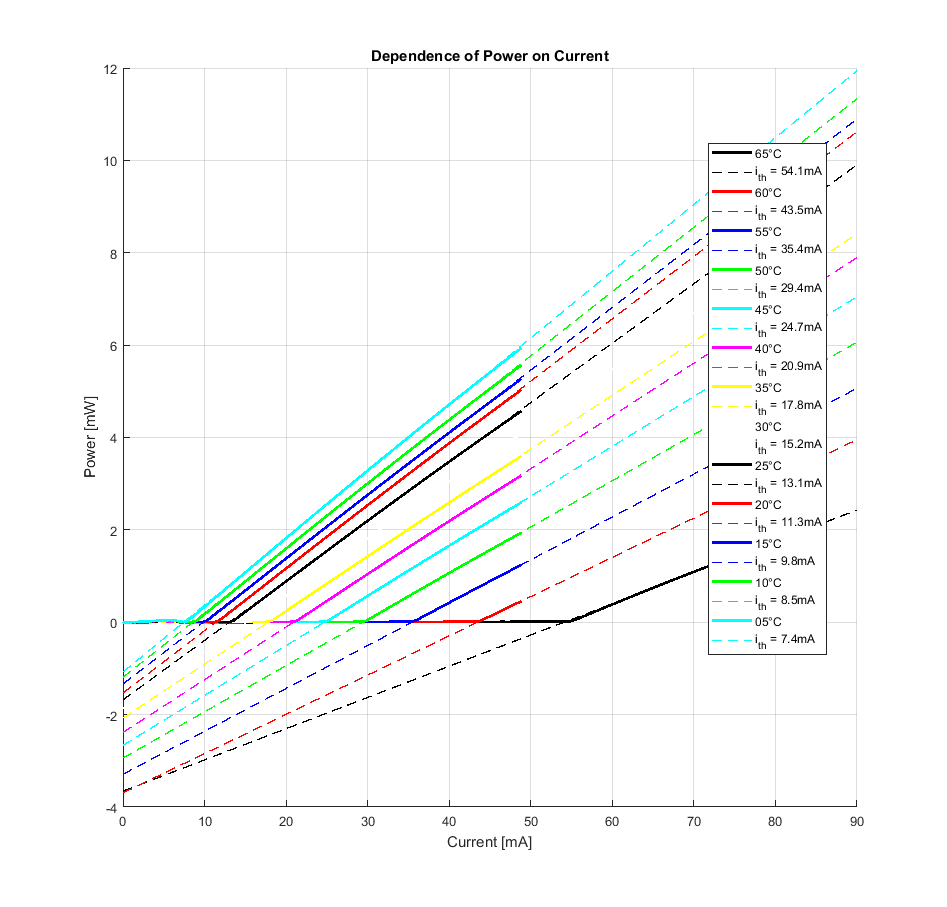 Dependence of Power on Current
12
10
8
6
4
2
0
-2
-4
Power [mW]
65°C
i_th = 54.1mA
60°C
i_th = 43.5mA
55°C
i_th = 35.4mA
50°C
i_th = 29.4mA
45°C
i_th = 24.7mA
40°C
i_th = 20.9mA
35°C
i_th = 17.8mA
30°C
i_th = 15.2mA
25°C
i_th = 13.1mA
20°C
i_th = 11.3mA
15°C
i_th = 9.8mA
10°C
i_th = 8.5mA
05°C
i_th = 7.4mA
0 10 20 30 40 50 60 70 80 90
Current [mA]